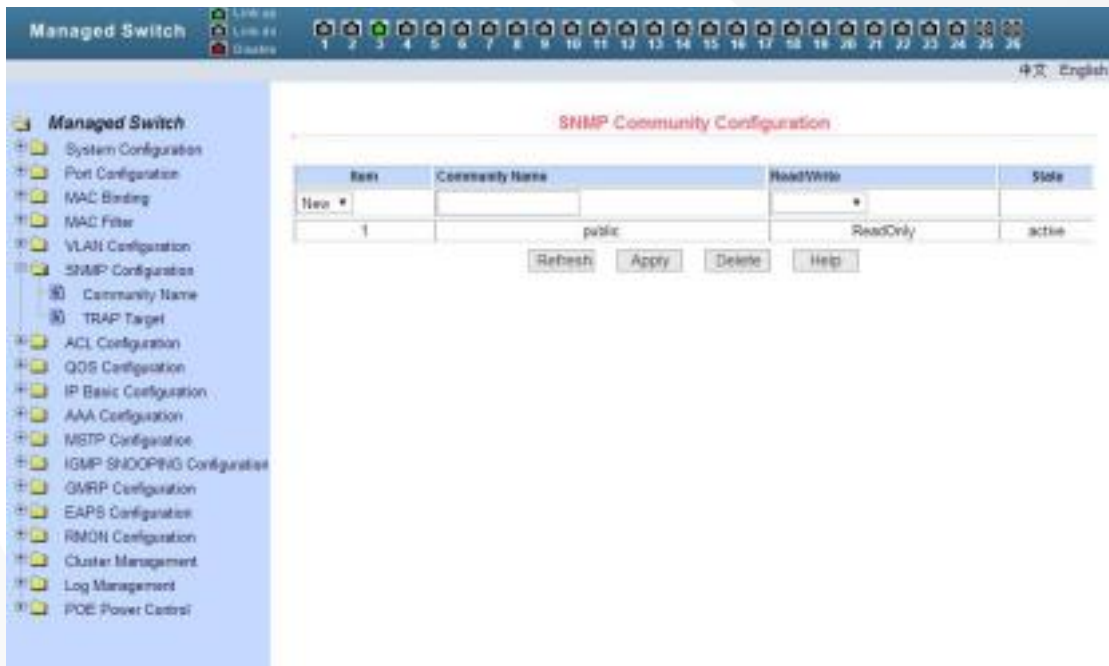 Managed Switch
Link up
Link dn
Disable
1 2 3 4 5 6 7 8 9 10 11 12 13 14 15 16 17 18 19 20 21 22 23 24 25 26
中文 English
Managed Switch
System Configuration
Port Configuration
MAC Binding
MAC Filter
VLAN Configuration
SNMP Configuration
Community Name
TRAP Target
ACL Configuration
QOS Configuration
IP Basic Configuration
AAA Configuration
MSTP Configuration
IGMP SNOOPING Configuration
GMRP Configuration
EAPS Configuration
RMON Configuration
Cluster Management
Log Management
POE Power Control
SNMP Community Configuration
Item Community Name Read/Write State
New
1 public ReadOnly active
Refresh Apply Delete Help